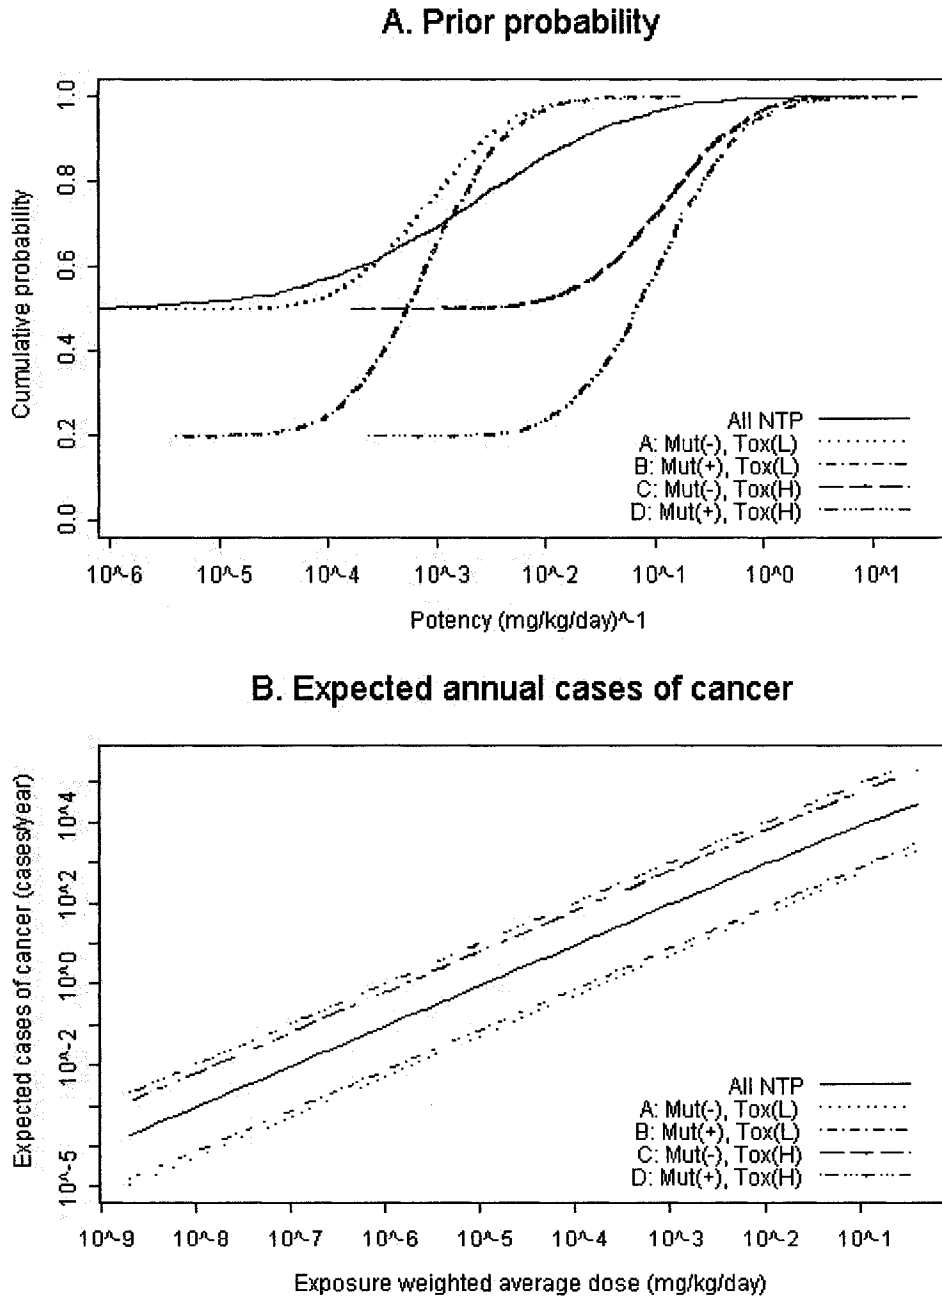 A. Prior probability
Cumulative probability
1.0
0.8
0.6
0.4
0.2
0.0
All NTP
A: Mut(-), Tox(L)
B: Mut(+), Tox(L)
C: Mut(-), Tox(H)
D: Mut(+), Tox(H)
10^-6 10^-5 10^-4 10^-3 10^-2 10^-1 10^0 10^1
Potency (mg/kg/day)^-1
B. Expected annual cases of cancer
Expected cases of cancer (cases/year)
10^4
10^2
10^0
10^-2
10^-5
All NTP
A: Mut(-), Tox(L)
B: Mut(+), Tox(L)
C: Mut(-), Tox(H)
D: Mut(+), Tox(H)
10^-9 10^-8 10^-7 10^-6 10^-5 10^-4 10^-3 10^-2 10^-1
Exposure weighted average dose (mg/kg/day)